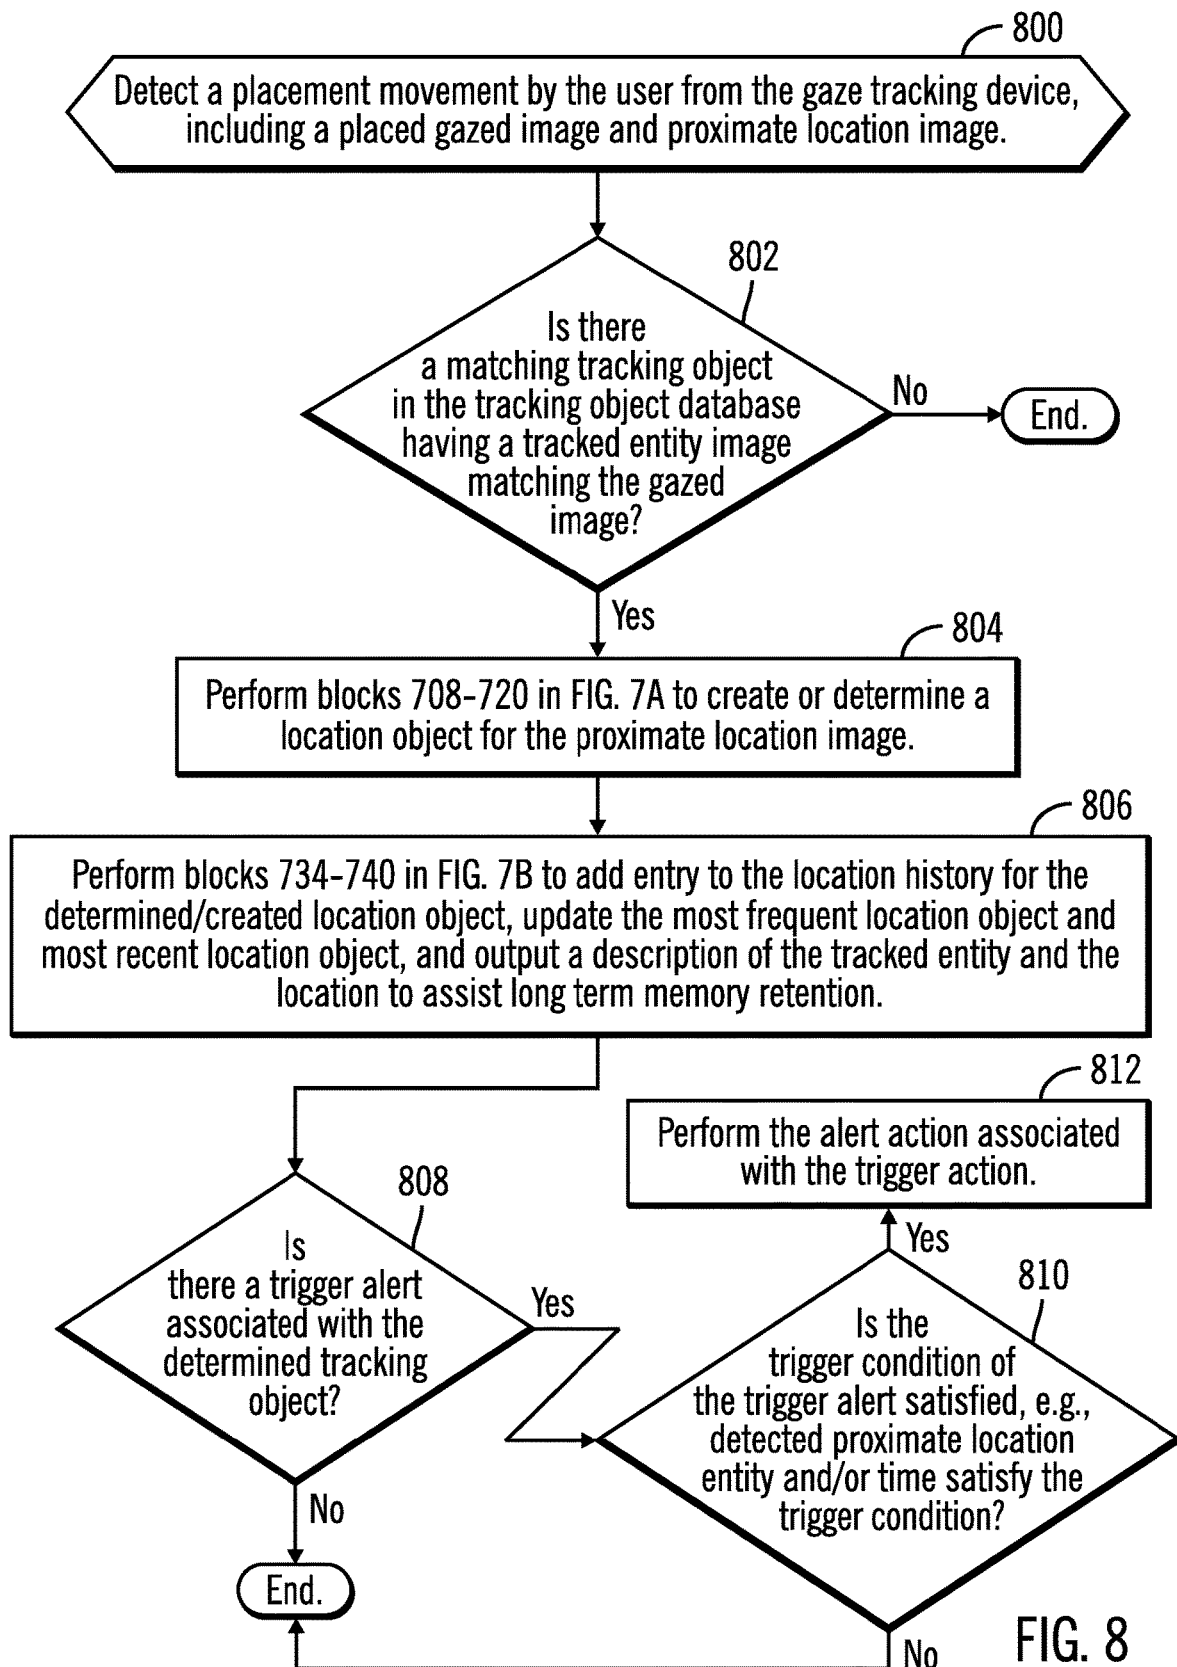 800
Detect a placement movement by the user from the gaze tracking device,
including a placed gazed image and proximate location image.
802
Is there
a matching tracking object
in the tracking object database
having a tracked entity image
matching the gazed
image?
No
End.
Yes
804
Perform blocks 708-720 in FIG. 7A to create or determine a
location object for the proximate location image.
806
Perform blocks 734-740 in FIG. 7B to add entry to the location history for the
determined/created location object, update the most frequent location object and
most recent location object, and output a description of the tracked entity and the
location to assist long term memory retention.
812
Perform the alert action associated
with the trigger action.
808
Is
there a trigger alert
associated with the
determined tracking
object?
Yes
No
End.
Yes
810
Is the
trigger condition of
the trigger alert satisfied, e.g.,
detected proximate location
entity and/or time satisfy the
trigger condition?
No
FIG. 8